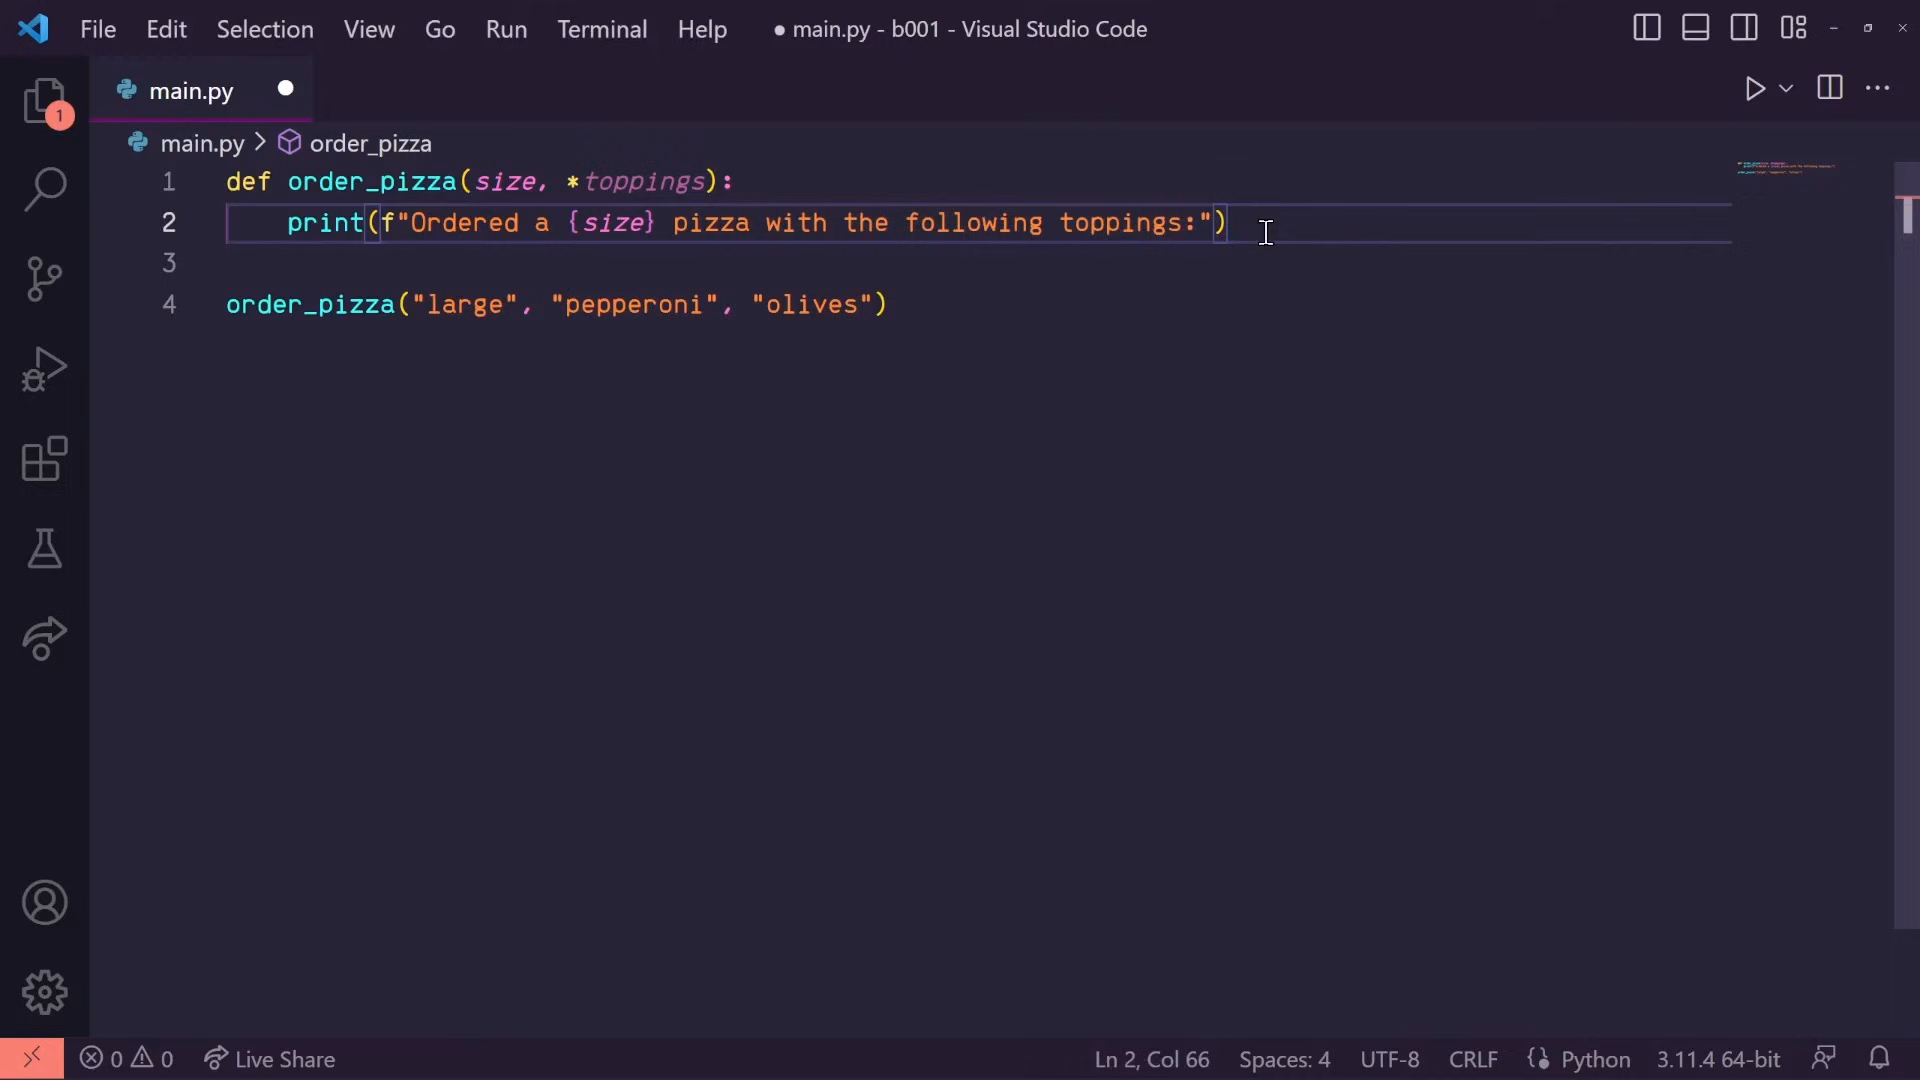 File Edit Selection View Go Run Terminal Help ● main.py - b001 - Visual Studio Code
1
main.py
main.py > order_pizza
1 def order_pizza(size, *toppings):
2     print(f"Ordered a {size} pizza with the following toppings:")
3
4 order_pizza("large", "pepperoni", "olives")
0 0 Live Share Ln 2, Col 66 Spaces: 4 UTF-8 CRLF Python 3.11.4 64-bit